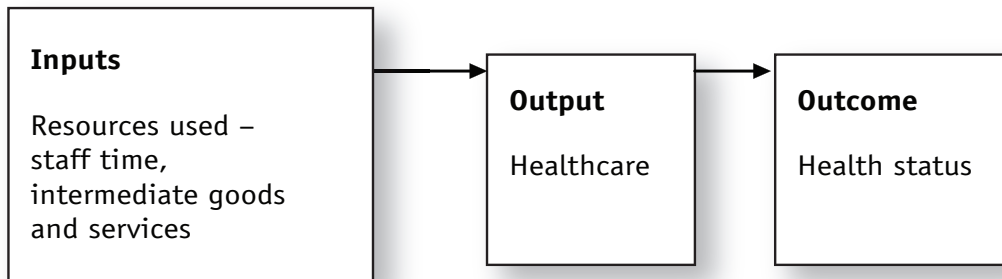 Inputs
Resources used –
staff time,
intermediate goods
and services
Output
Healthcare
Outcome
Health status